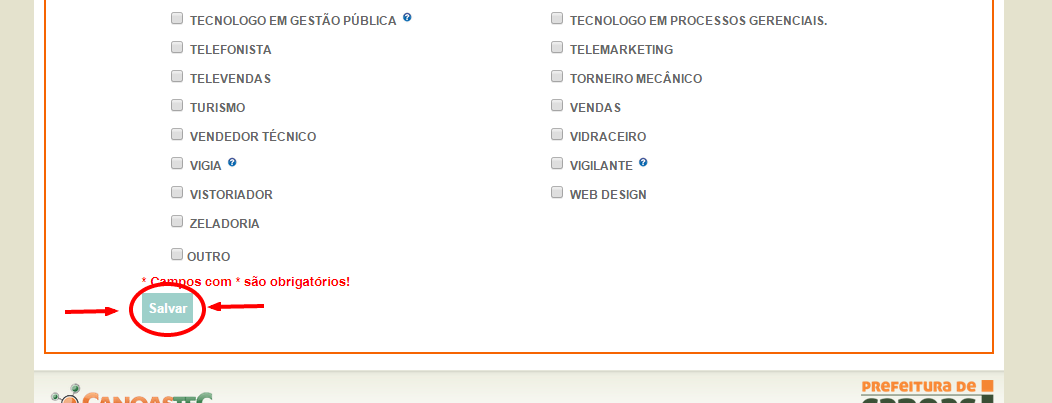 TECNOLOGO EM GESTÃO PÚBLICA ?
TECNOLOGO EM PROCESSOS GERENCIAIS.
TELEFONISTA
TELEMARKETING
TELEVENDAS
TORNEIRO MECÂNICO
TURISMO
VENDAS
VENDEDOR TÉCNICO
VIDRACEIRO
VIGIA ?
VIGILANTE ?
VISTORIADOR
WEB DESIGN
ZELADORIA
OUTRO
* Campos com * são obrigatórios!
Salvar
CANOASTEC
PREFEITURA DE
CANOAS